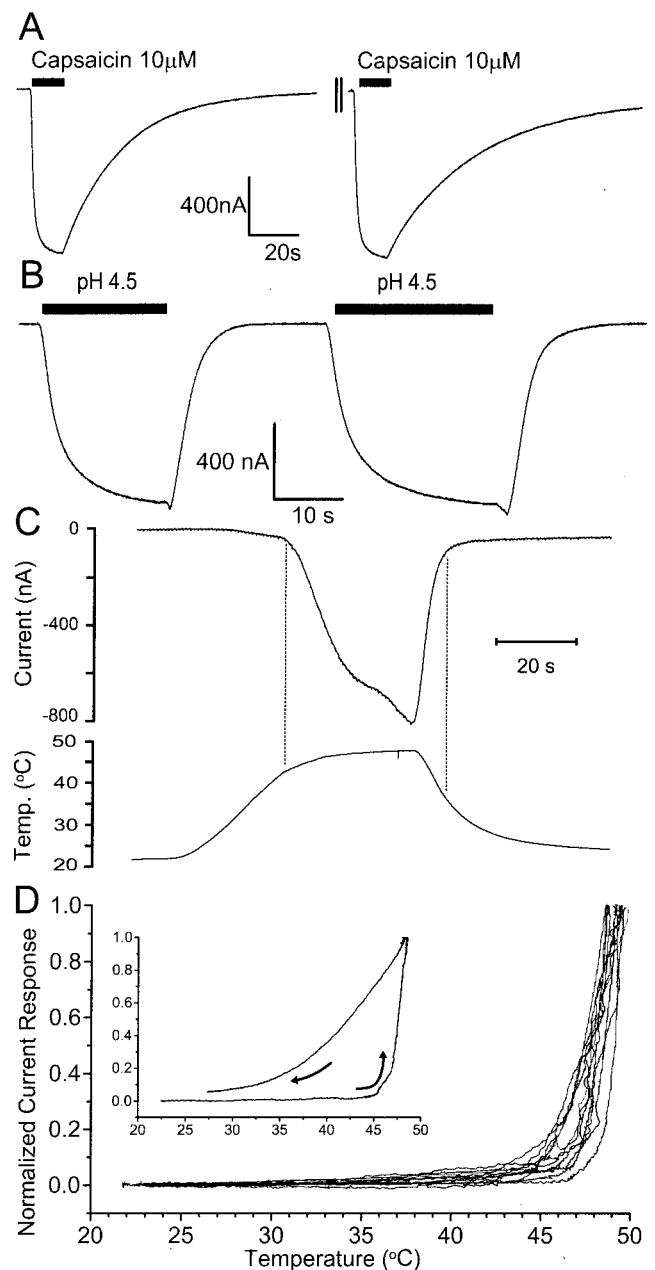 A
Capsaicin 10µM Capsaicin 10µM
400nA
20s
B
pH 4.5 pH 4.5
400 nA
10 s
C
Current (nA)
0
-400
-800
20 s
Temp. (°C)
50
40
30
20
D
Normalized Current Response
1.0
0.8
0.6
0.4
0.2
0.0
1.0
0.8
0.6
0.4
0.2
0.0
20 25 30 35 40 45 50
20 25 30 35 40 45 50
Temperature (°C)